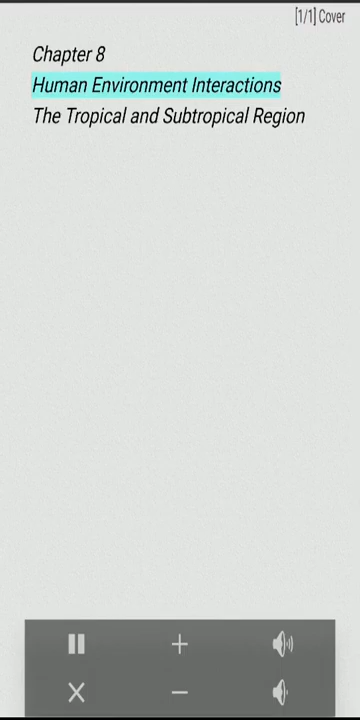 [1/1] Cover
Chapter 8
Human Environment Interactions
The Tropical and Subtropical Region